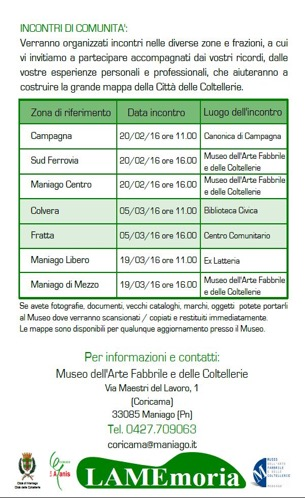 INCONTRI DI COMUNITA':
Verranno organizzati incontri nelle diverse zone e frazioni, a cui
vi invitiamo a partecipare accompagnati dai vostri ricordi, dalle
vostre esperienze personali e professionali, che aiuteranno a
costruire la grande mappa della Città delle Coltellerie.
Zona di riferimento Data incontro Luogo dell'incontro
Campagna 20/02/16 ore 11.00 Canonica di Campagna
Sud Ferrovia 20/02/16 ore 16.00 Museo dell'Arte Fabbrile
e delle Coltellerie
Maniago Centro 20/02/16 ore 16.00 Museo dell'Arte Fabbrile
e delle Coltellerie
Colvera 05/03/16 ore 11.00 Biblioteca Civica
Fratta 05/03/16 ore 16.00 Centro Comunitario
Maniago Libero 19/03/16 ore 11.00 Ex Latteria
Maniago di Mezzo 19/03/16 ore 16.00 Museo dell'Arte Fabbrile
e delle Coltellerie
Se avete fotografie, documenti, vecchi cataloghi, marchi, oggetti potete portarli
al Museo dove verranno scansionati / copiati e restituiti immediatamente.
Le mappe sono disponibili per qualunque aggiornamento presso il Museo.
Per informazioni e contatti:
Museo dell'Arte Fabbrile e delle Coltellerie
Via Maestri del Lavoro, 1
(Coricama)
33085 Maniago (Pn)
Tel. 0427.709063
coricama@maniago.it
LAMEmoria